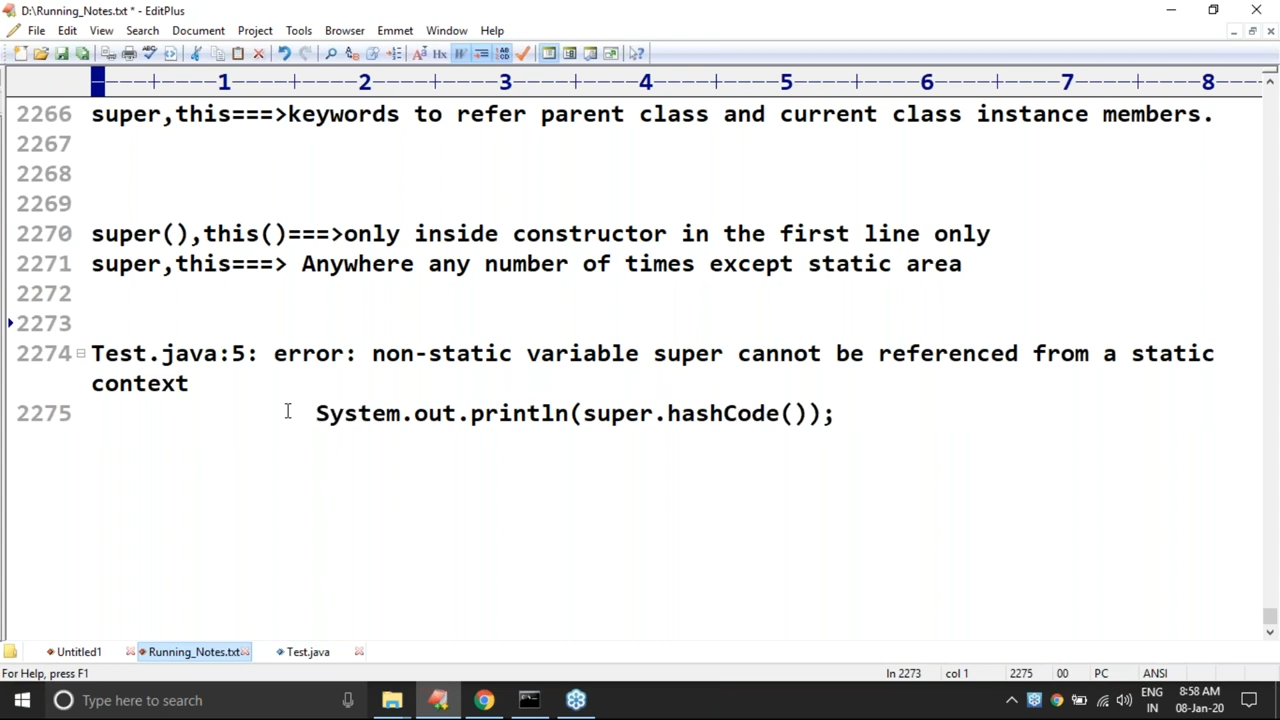 D:\Running_Notes.txt * - EditPlus
File Edit View Search Document Project Tools Browser Emmet Window Help
1 2 3 4 5 6 7 8
2266 super,this===>keywords to refer parent class and current class instance members.
2267
2268
2269
2270 super(),this()===>only inside constructor in the first line only
2271 super,this===> Anywhere any number of times except static area
2272
2273
2274 Test.java:5: error: non-static variable super cannot be referenced from a static
context
2275 System.out.println(super.hashCode());
Untitled1 Running_Notes.txt Test.java
For Help, press F1 ln 2273 col 1 2275 00 PC ANSI
Type here to search ENG IN 8:58 AM 08-Jan-20